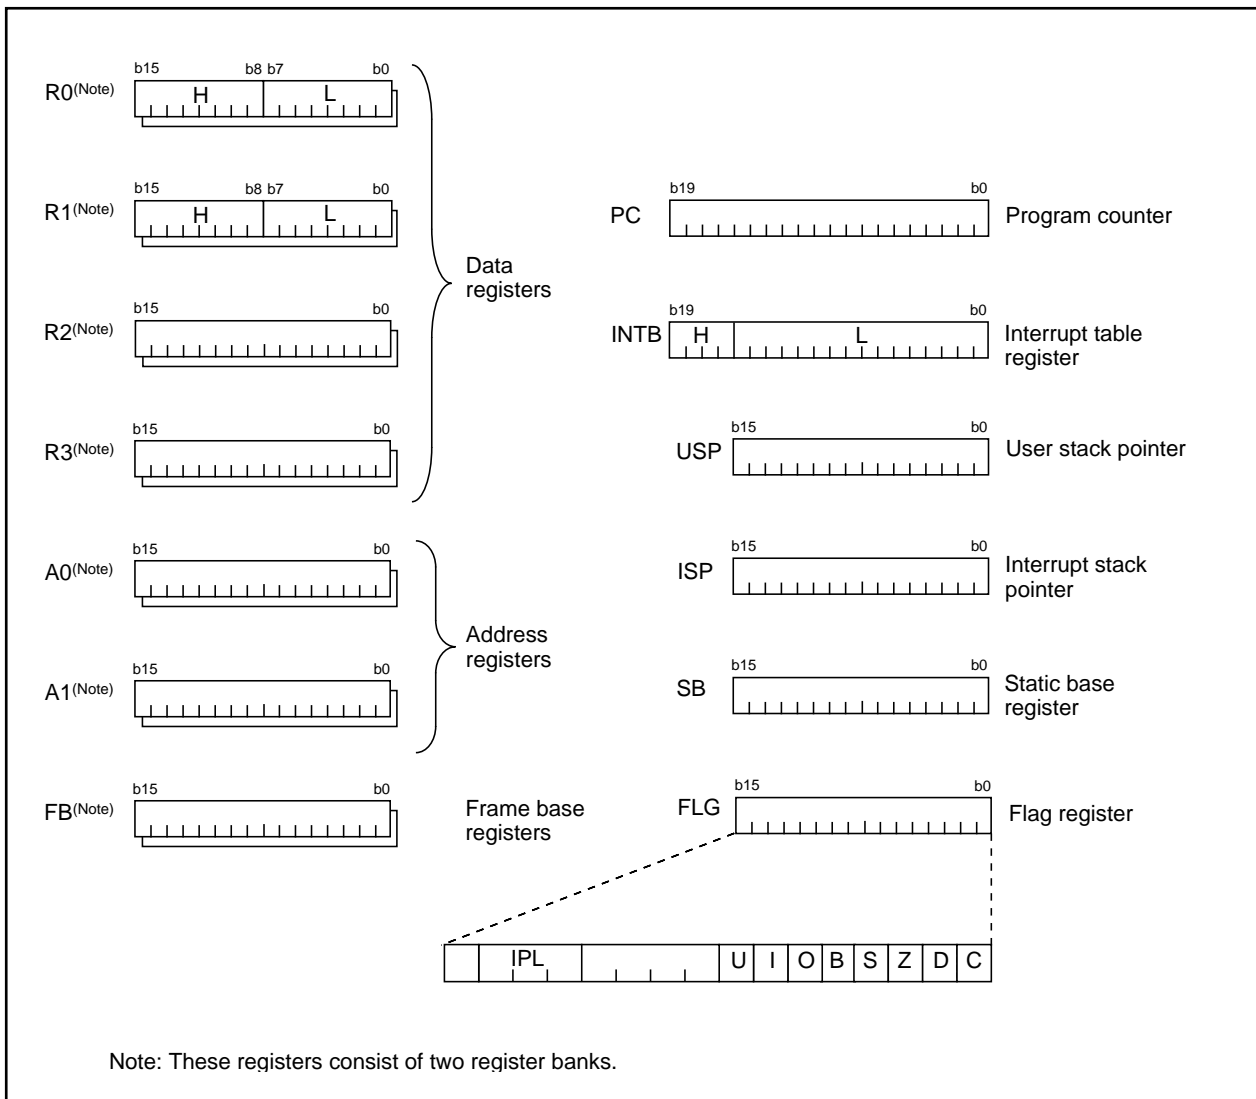 b15 b8 b7 b0
R0(Note) H L
b15 b8 b7 b0
R1(Note) H L
b15 b0
R2(Note)
b15 b0
R3(Note)
Data
registers
b15 b0
A0(Note)
b15 b0
A1(Note)
Address
registers
b15 b0
FB(Note)
Frame base
registers
b19 b0
PC Program counter
b19 b0
INTB H L Interrupt table
register
b15 b0
USP User stack pointer
b15 b0
ISP Interrupt stack
pointer
b15 b0
SB Static base
register
b15 b0
FLG Flag register
IPL U I O B S Z D C
Note: These registers consist of two register banks.